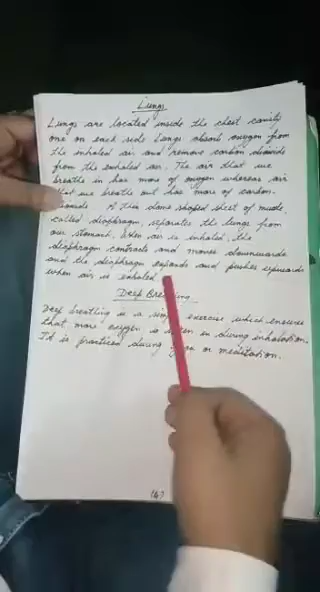 Lungs
Lungs are located inside the chest cavity
one on each side Lungs absorb oxygen from
the inhaled air and remove carbon dioxide
from the exhaled air. The air that we
breathe in has more of oxygen whereas air
that we breathe out has more of carbon.
A thin dome shaped sheet of muscle,
called diaphragm, separates the lungs from
our stomach. When air is inhaled, the
diaphragm contracts and moves downwards
and the diaphragm expands and pushes upwards
when air is exhaled
Deep Breathing
Deep breathing is a exercise which ensures
that more oxygen is in during inhalation.
It is practiced during or meditation.
(6)